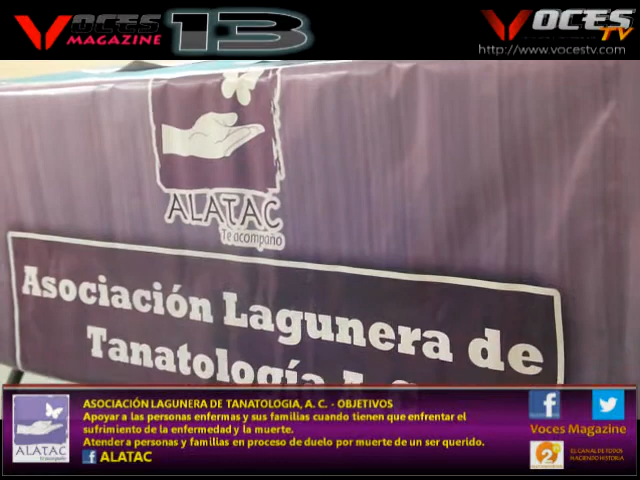 VOCES
MAGAZINE 13
VOCES
TV
http://www.vocestv.com
ALATAC
Te acompaño
Asociación Lagunera de
Tanatología A. C.
ASOCIACIÓN LAGUNERA DE TANATOLOGIA, A. C. - OBJETIVOS
Apoyar a las personas enfermas y sus familias cuando tienen que enfrentar el
sufrimiento de la enfermedad y la muerte.
Atender a personas y familias en proceso de duelo por muerte de un ser querido.
ALATAC
ALATAC
Te acompaño
Voces Magazine
2
EL CANAL DE TODOS
HACIENDO HISTORIA